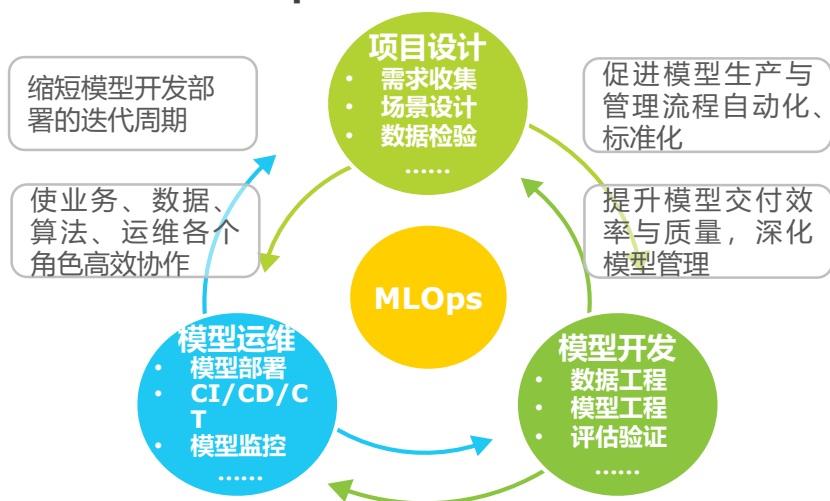 项目设计
• 需求收集
• 场景设计
• 数据检验
……
缩短模型开发部
署的迭代周期
促进模型生产与
管理流程自动化、
标准化
使业务、数据、
算法、运维各个
角色高效协作
提升模型交付效
率与质量，深化
模型管理
MLOps
模型运维
• 模型部署
• CI/CD/C
T
• 模型监控
……
模型开发
• 数据工程
• 模型工程
• 评估验证
……